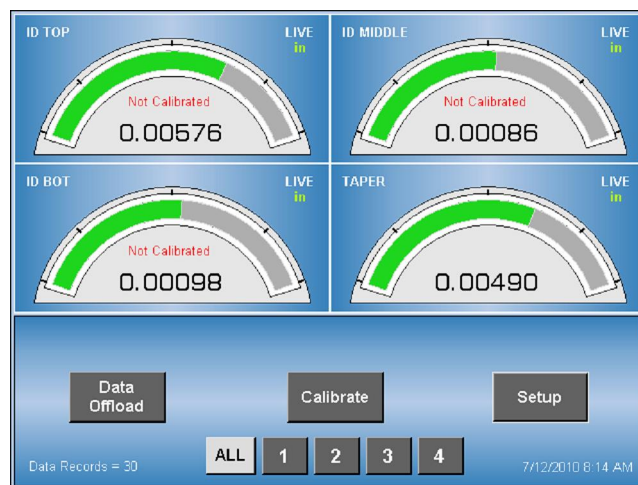 ID TOP
LIVE
in
Not Calibrated
0.00576
ID MIDDLE
LIVE
in
Not Calibrated
0.00086
ID BOT
LIVE
in
Not Calibrated
0.00098
TAPER
LIVE
in
0.00490
Data
Offload
Calibrate
Setup
ALL
1
2
3
4
Data Records = 30
7/12/2010 8:14 AM